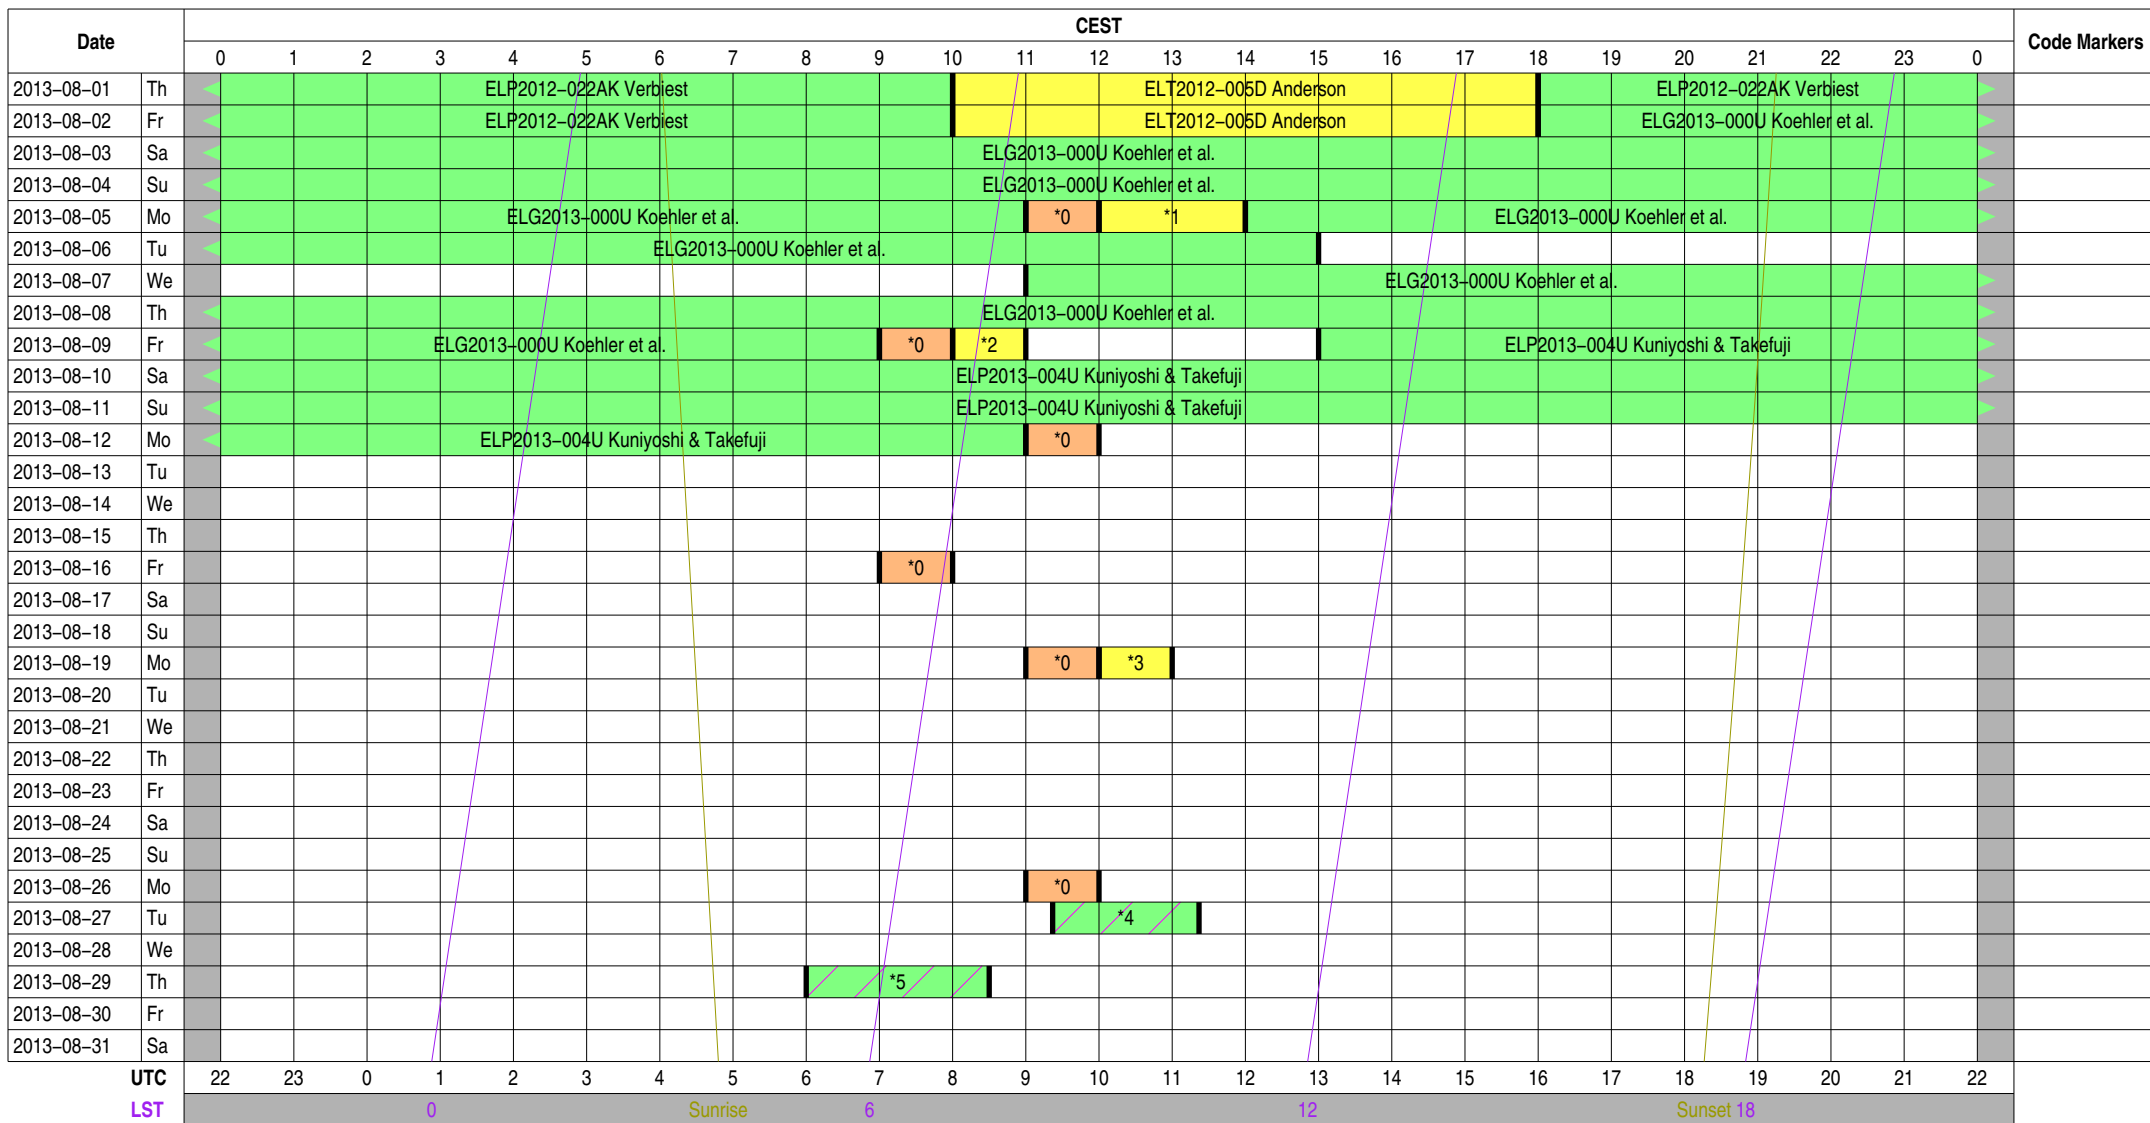 Date CEST Code Markers
0 1 2 3 4 5 6 7 8 9 10 11 12 13 14 15 16 17 18 19 20 21 22 23 0
2013-08-01 Th ELP2012-022AK Verbiest ELT2012-005D Anderson ELP2012-022AK Verbiest
2013-08-02 Fr ELP2012-022AK Verbiest ELT2012-005D Anderson ELG2013-000U Koehler et al.
2013-08-03 Sa ELG2013-000U Koehler et al.
2013-08-04 Su ELG2013-000U Koehler et al.
2013-08-05 Mo ELG2013-000U Koehler et al. *0 *1 ELG2013-000U Koehler et al.
2013-08-06 Tu ELG2013-000U Koehler et al.
2013-08-07 We ELG2013-000U Koehler et al.
2013-08-08 Th ELG2013-000U Koehler et al.
2013-08-09 Fr ELG2013-000U Koehler et al. *0 *2 ELP2013-004U Kuniyoshi & Takefuji
2013-08-10 Sa ELP2013-004U Kuniyoshi & Takefuji
2013-08-11 Su ELP2013-004U Kuniyoshi & Takefuji
2013-08-12 Mo ELP2013-004U Kuniyoshi & Takefuji *0
2013-08-13 Tu
2013-08-14 We
2013-08-15 Th
2013-08-16 Fr *0
2013-08-17 Sa
2013-08-18 Su
2013-08-19 Mo *0 *3
2013-08-20 Tu
2013-08-21 We
2013-08-22 Th
2013-08-23 Fr
2013-08-24 Sa
2013-08-25 Su
2013-08-26 Mo *0
2013-08-27 Tu *4
2013-08-28 We
2013-08-29 Th *5
2013-08-30 Fr
2013-08-31 Sa
UTC 22 23 0 1 2 3 4 5 6 7 8 9 10 11 12 13 14 15 16 17 18 19 20 21 22
LST 0 Sunrise 6 12 Sunset 18